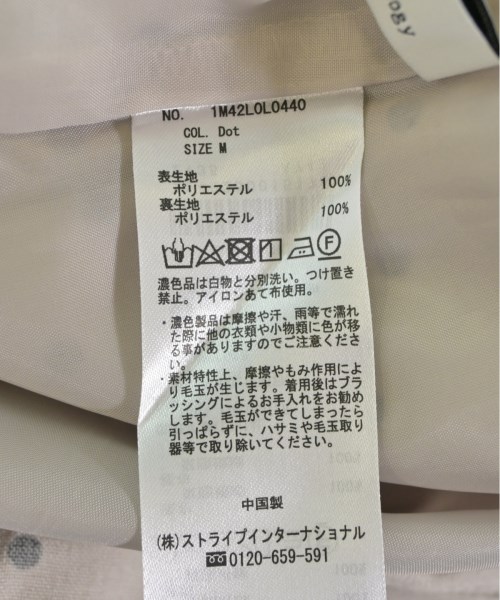 ogy
NO. 1M42L0L0440
COL. Dot
SIZE M
表生地
ポリエステル 100%
裏生地
ポリエステル 100%
F
濃色品は白物と分別洗い。つけ置き
禁止。アイロンあて布使用。
・濃色製品は摩擦や汗、雨等で濡れ
た際に他の衣類や小物類に色が移
る事がありますのでご注意くださ
い。
・素材特性上、摩擦やもみ作用によ
り毛玉が生じます。着用後はブラ
ッシングによるお手入れをお勧め
します。毛玉ができてしまったら
引っぱらずに、ハサミや毛玉取り
器等で取り除いてください。
中国製
(株)ストライプインターナショナル
0120-659-591